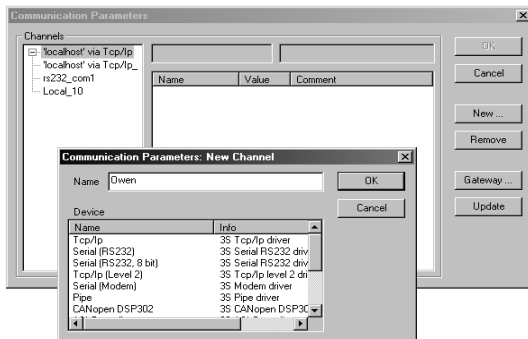 Communication Parameters
Channels
'localhost' via Tcp/Ip
'localhost' via Tcp/Ip_
rs232_com1
Local_10
Name Value Comment
OK
Cancel
New ...
Remove
Gateway ...
Update
Communication Parameters: New Channel
Name Owen
OK
Cancel
Device
Name Info
Tcp/Ip 3S Tcp/Ip driver
Serial (RS232) 3S Serial RS232 driv
Serial (RS232, 8 bit) 3S Serial RS232 driv
Tcp/Ip (Level 2) 3S Tcp/Ip level 2 dri
Serial (Modem) 3S Modem driver
Pipe 3S Pipe driver
CANopen DSP302 3S CANopen DSP30